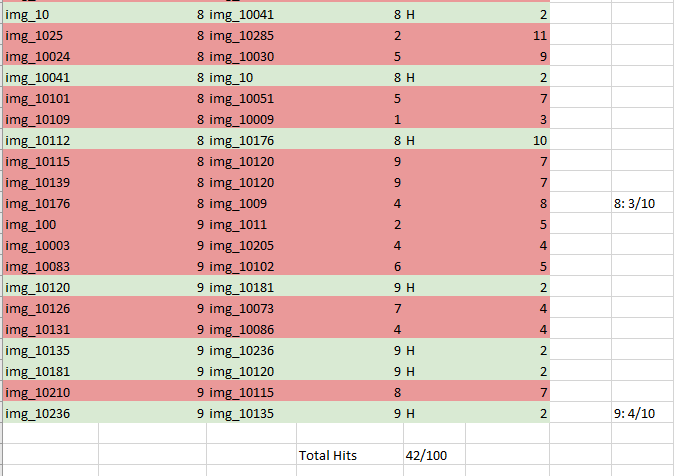 img_10 8 img_10041 8 H 2
img_1025 8 img_10285 2 11
img_10024 8 img_10030 5 9
img_10041 8 img_10 8 H 2
img_10101 8 img_10051 5 7
img_10109 8 img_10009 1 3
img_10112 8 img_10176 8 H 10
img_10115 8 img_10120 9 7
img_10139 8 img_10120 9 7
img_10176 8 img_1009 4 8 8: 3/10
img_100 9 img_1011 2 5
img_10003 9 img_10205 4 4
img_10083 9 img_10102 6 5
img_10120 9 img_10181 9 H 2
img_10126 9 img_10073 7 4
img_10131 9 img_10086 4 4
img_10135 9 img_10236 9 H 2
img_10181 9 img_10120 9 H 2
img_10210 9 img_10115 8 7
img_10236 9 img_10135 9 H 2 9: 4/10
Total Hits 42/100